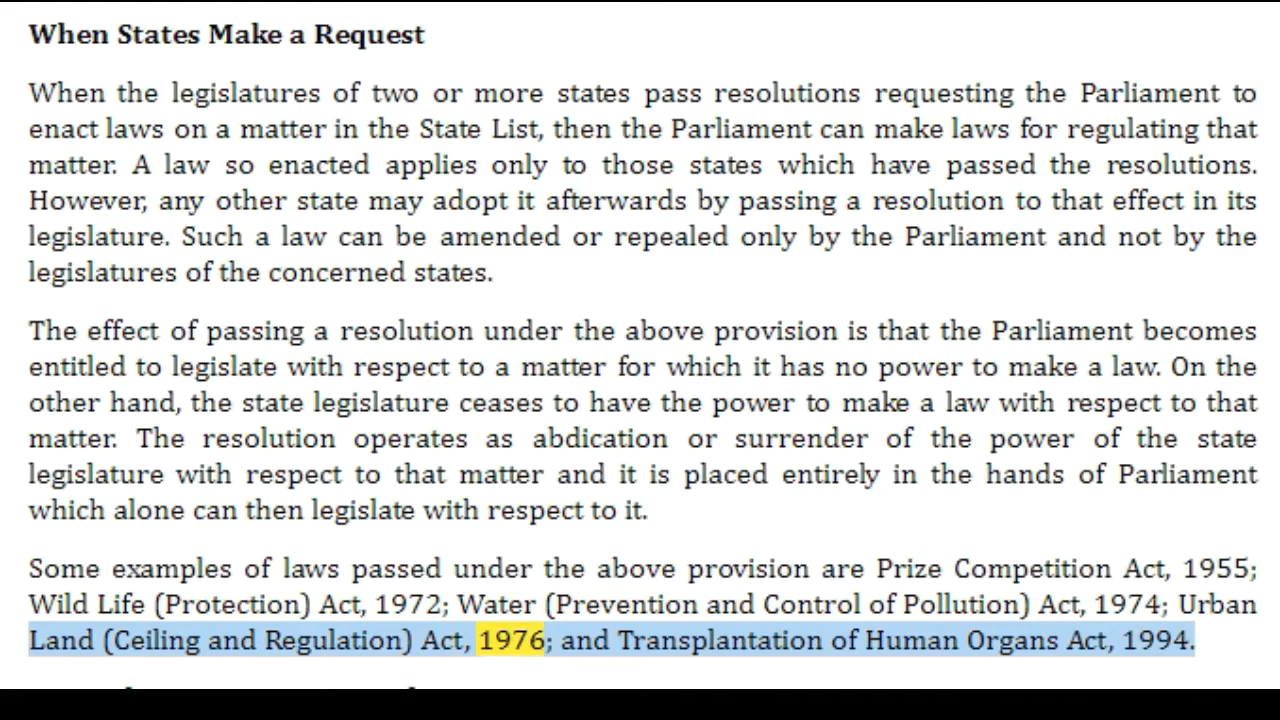 When States Make a Request
When the legislatures of two or more states pass resolutions requesting the Parliament to
enact laws on a matter in the State List, then the Parliament can make laws for regulating that
matter. A law so enacted applies only to those states which have passed the resolutions.
However, any other state may adopt it afterwards by passing a resolution to that effect in its
legislature. Such a law can be amended or repealed only by the Parliament and not by the
legislatures of the concerned states.
The effect of passing a resolution under the above provision is that the Parliament becomes
entitled to legislate with respect to a matter for which it has no power to make a law. On the
other hand, the state legislature ceases to have the power to make a law with respect to that
matter. The resolution operates as abdication or surrender of the power of the state
legislature with respect to that matter and it is placed entirely in the hands of Parliament
which alone can then legislate with respect to it.
Some examples of laws passed under the above provision are Prize Competition Act, 1955;
Wild Life (Protection) Act, 1972; Water (Prevention and Control of Pollution) Act, 1974; Urban
Land (Ceiling and Regulation) Act, 1976; and Transplantation of Human Organs Act, 1994.